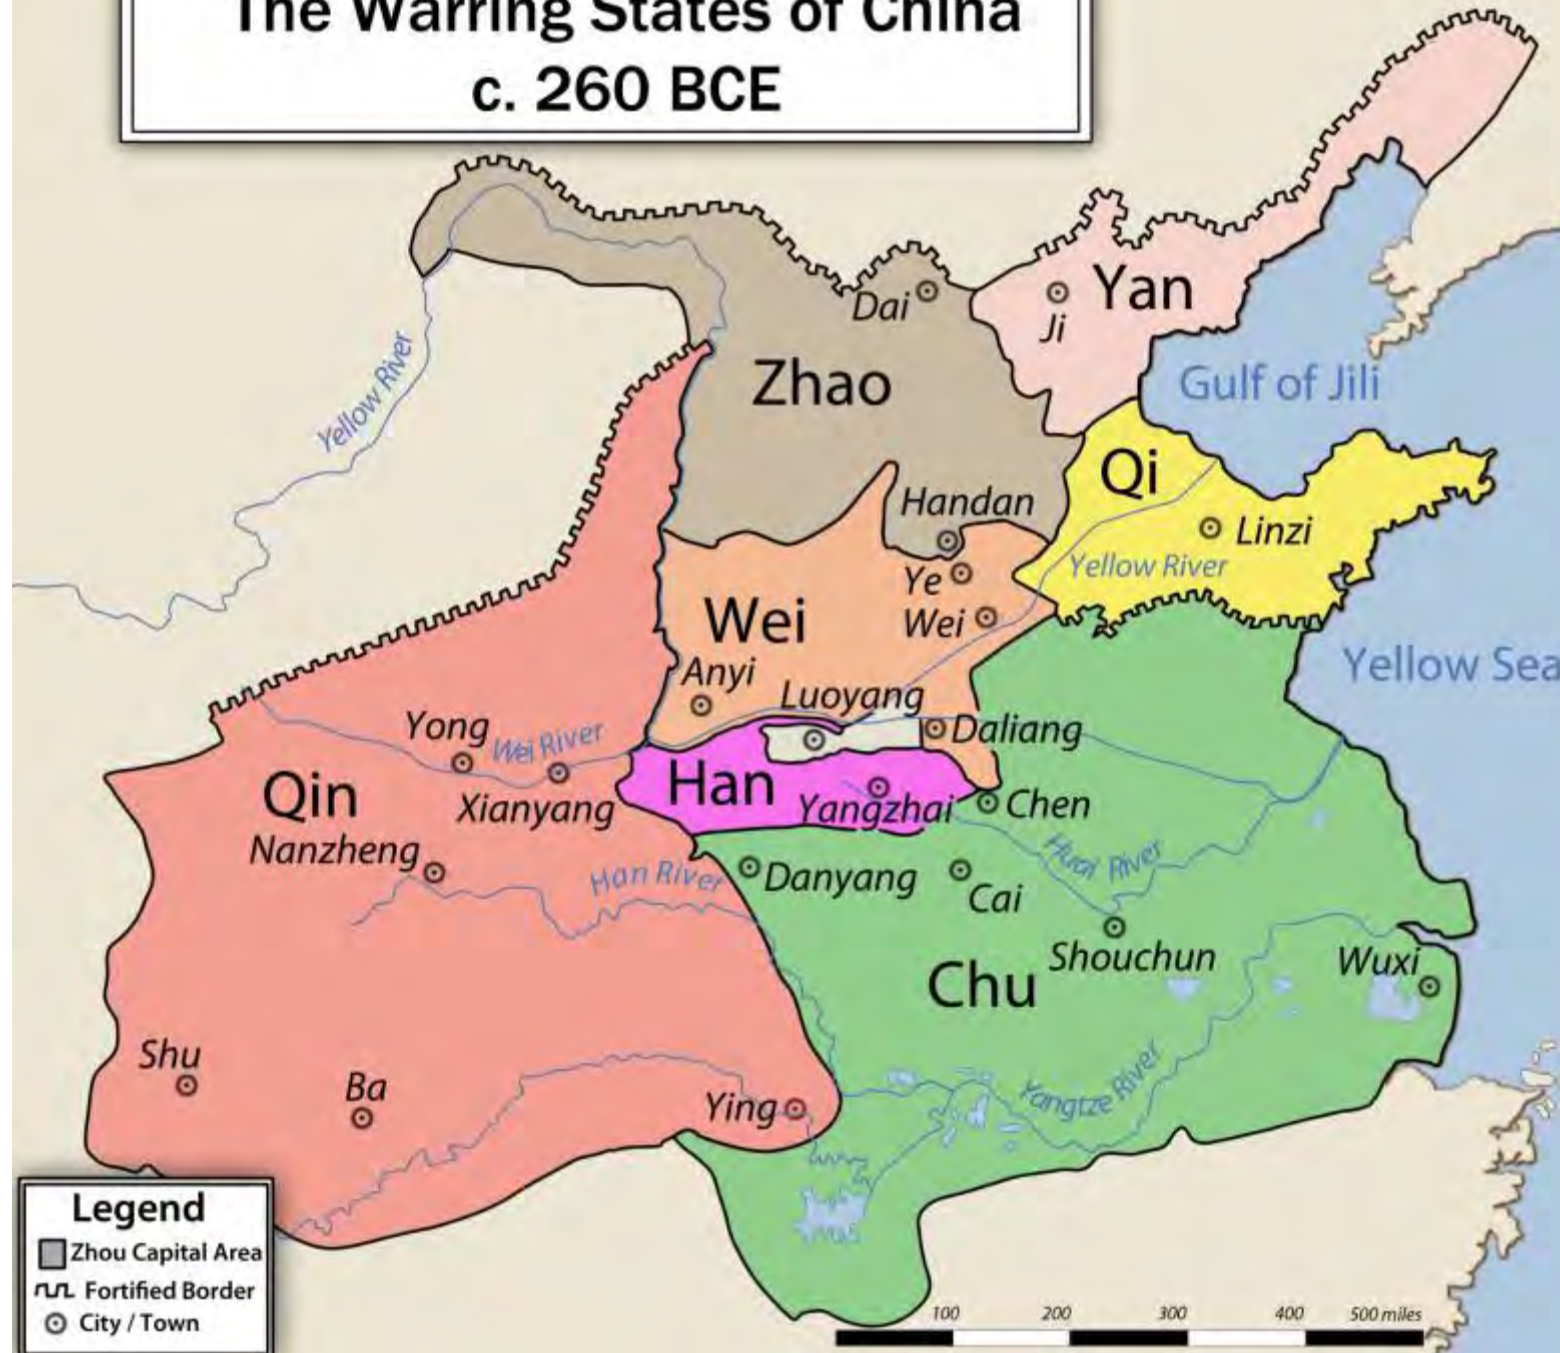 The Warring States of China
c. 260 BCE
Yan
Dai
Ji
Zhao
Gulf of Jili
Yellow River
Qi
Handan
Linzi
Yellow River
Ye
Wei
Wei
Yellow Sea
Anyi
Luoyang
Yong
Wei River
Daliang
Qin
Han
Xianyang
Yangzhai
Chen
Nanzheng
Huai River
Han River
Danyang
Cai
Shouchun
Wuxi
Chu
Shu
Ba
Ying
Yangtze River
Legend
Zhou Capital Area
Fortified Border
City / Town
100 200 300 400 500 miles